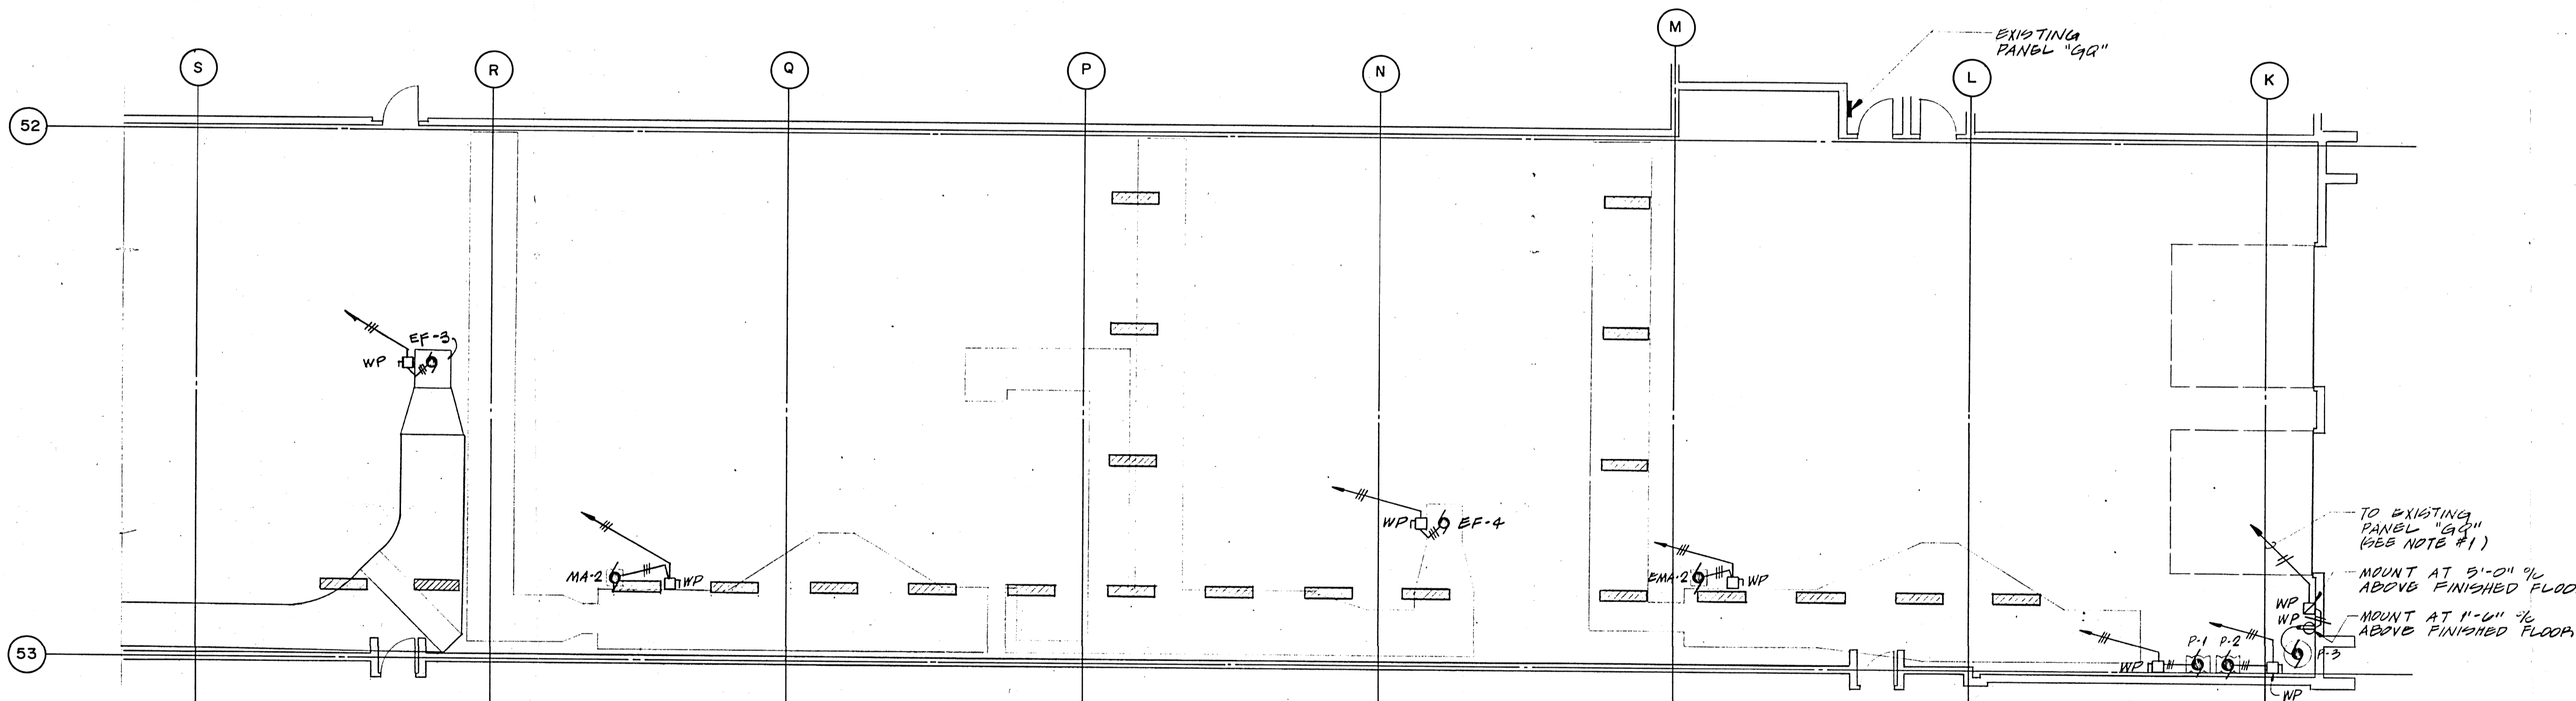 S
R
Q
P
N
M
L
K
52
53
EXISTING
PANEL "GQ"
EF-3
WP
MA-2
WP
WP
EF-4
EMA-2
WP
TO EXISTING
PANEL "GQ"
(SEE NOTE #1)
MOUNT AT 5'-0" %
ABOVE FINISHED FLOO
MOUNT AT 1'-6" %
ABOVE FINISHED FLOOR
WP
WP
P-1
P-2
P-3
WP
WP